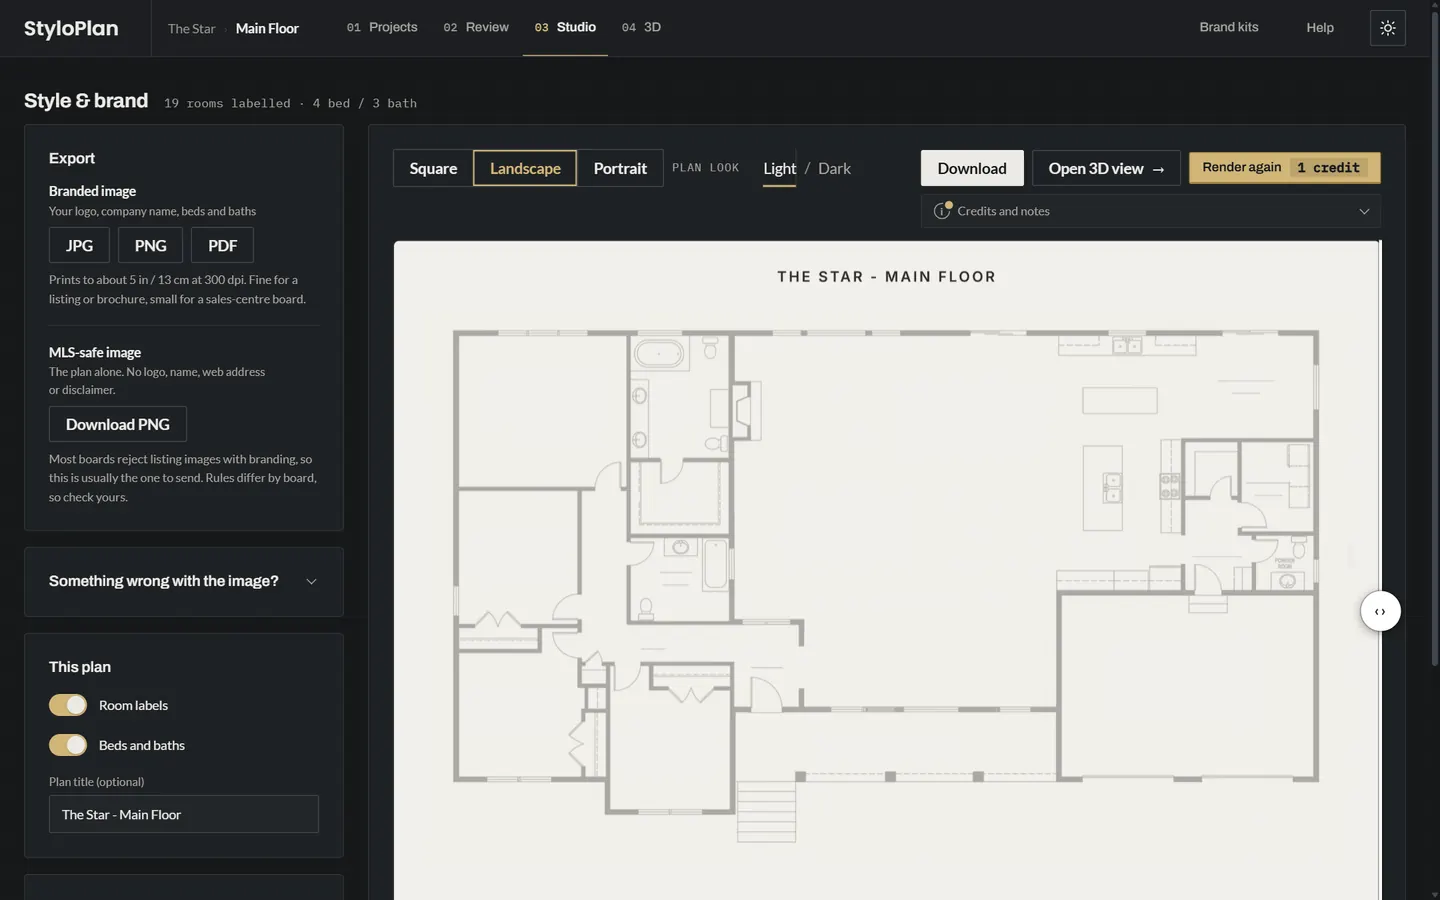 StyloPlan
The Star · Main Floor
01 Projects
02 Review
03 Studio
04 3D
Brand kits
Help
Style & brand
19 rooms labelled · 4 bed / 3 bath
Export
Branded image
Your logo, company name, beds and baths
JPG
PNG
PDF
Prints to about 5 in / 13 cm at 300 dpi. Fine for a
listing or brochure, small for a sales-centre board.
MLS-safe image
The plan alone. No logo, name, web address
or disclaimer.
Download PNG
Most boards reject listing images with branding, so
this is usually the one to send. Rules differ by board,
so check yours.
Something wrong with the image?
This plan
Room labels
Beds and baths
Plan title (optional)
The Star - Main Floor
Square
Landscape
Portrait
PLAN LOOK
Light / Dark
Download
Open 3D view →
Render again 1 credit
Credits and notes
THE STAR - MAIN FLOOR
POWDER
ROOM